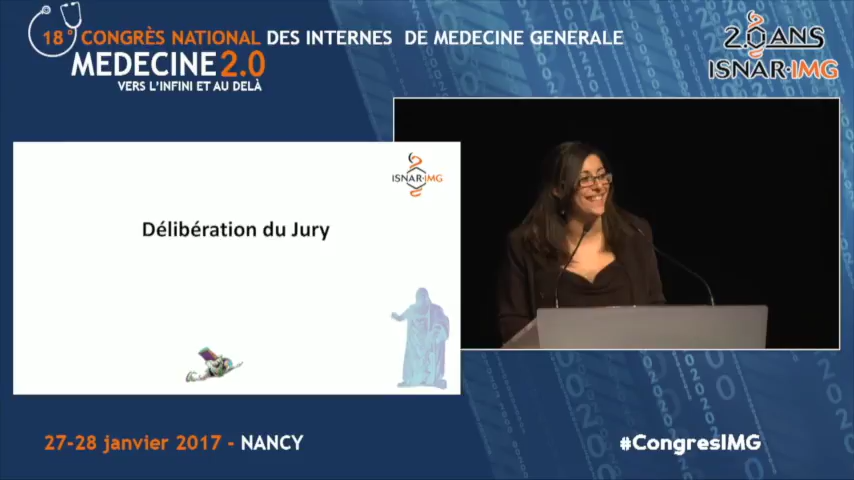 18° CONGRÈS NATIONAL DES INTERNES DE MEDECINE GENERALE
MEDECINE 2.0
VERS L'INFINI ET AU DELÀ
20 ANS
ISNAR-IMG
ISNAR-IMG
Délibération du Jury
27-28 janvier 2017 - NANCY
#CongresIMG